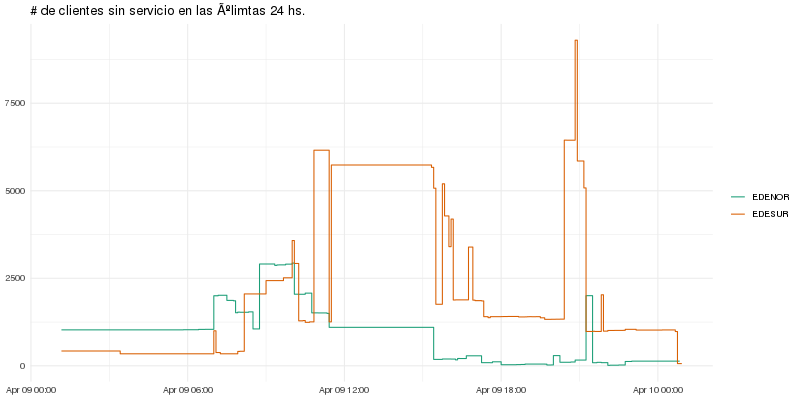 # de clientes sin servicio en las Ãºlimtas 24 hs.
7500
5000
2500
0
Apr 09 00:00 Apr 09 06:00 Apr 09 12:00 Apr 09 18:00 Apr 10 00:00
EDENOR
EDESUR